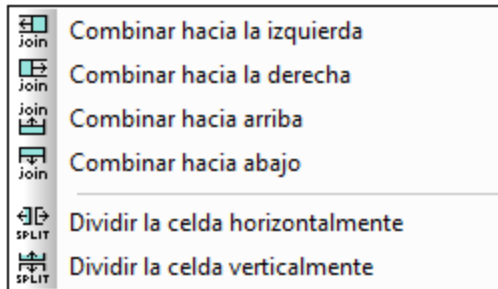 join Combinar hacia la izquierda
join Combinar hacia la derecha
join Combinar hacia arriba
join Combinar hacia abajo
SPLIT Dividir la celda horizontalmente
SPLIT Dividir la celda verticalmente